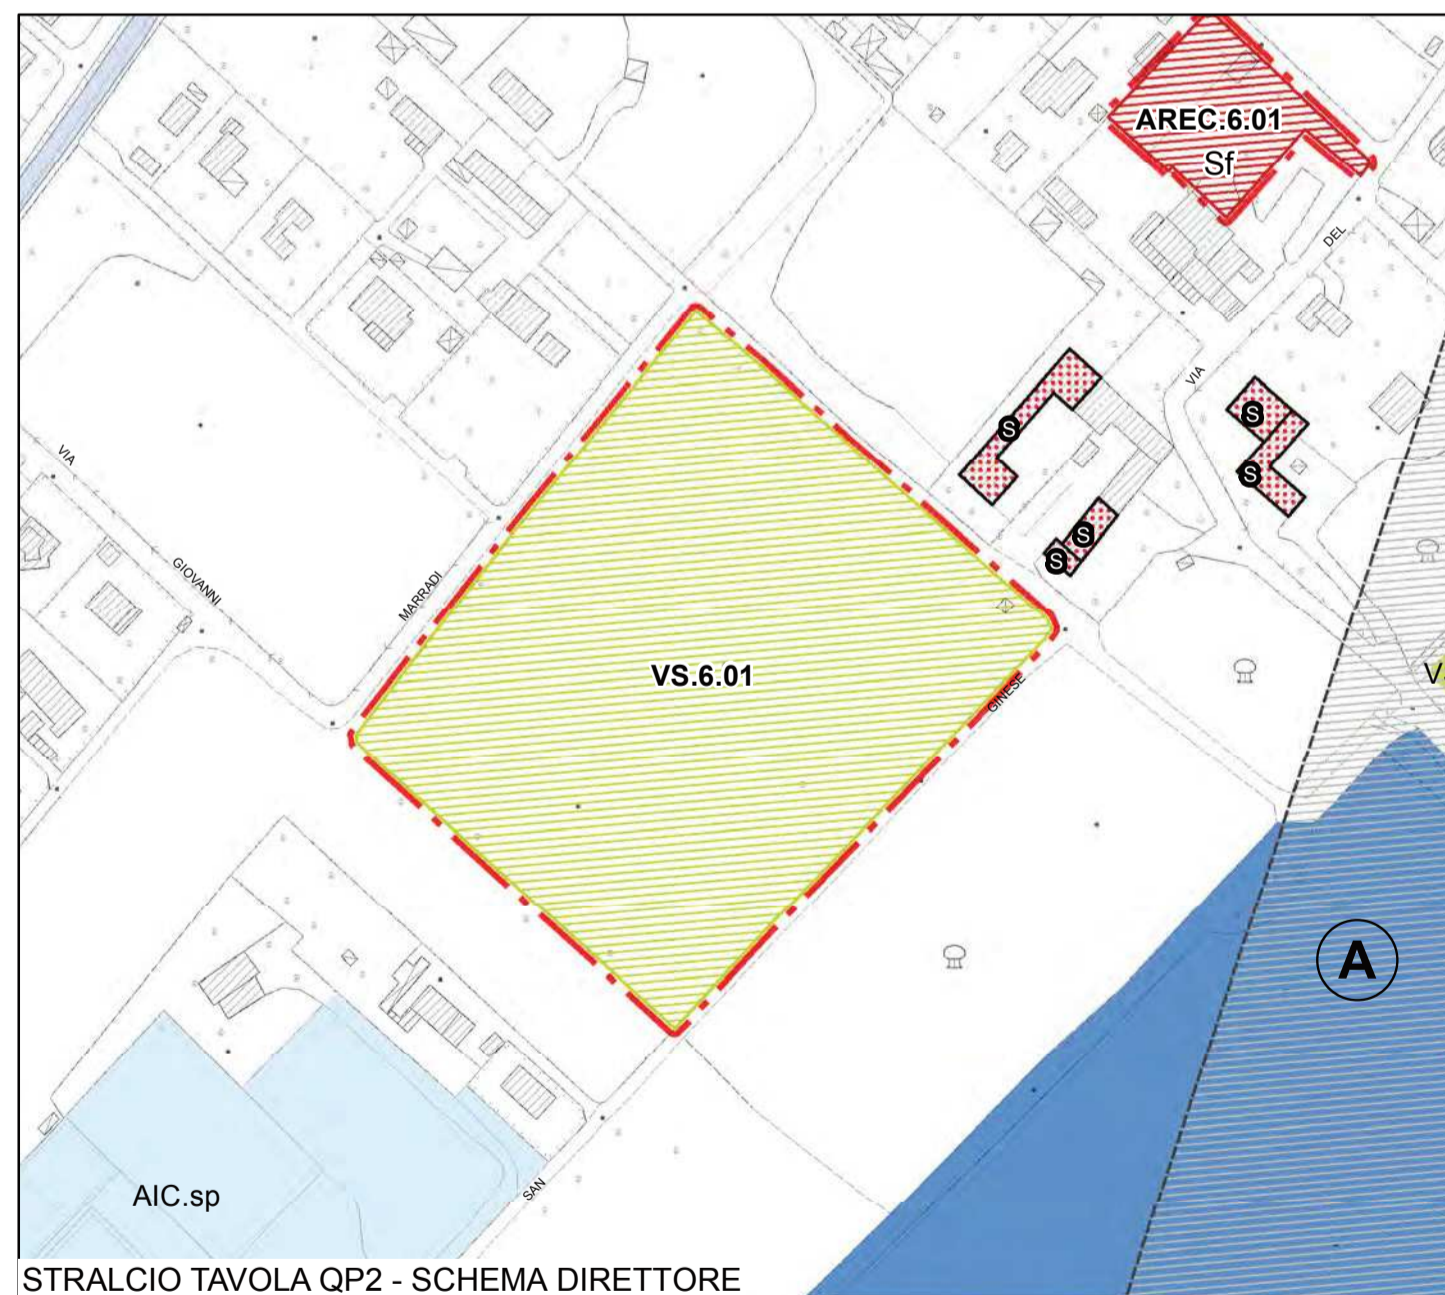 AREC.6.01
Sf
DEL
VIA
S
S
S
S
S
VIA
GIOVANNI
MARRADI
VS.6.01
GINESE
A
AIC.sp
SAN
STRALCIO TAVOLA QP2 - SCHEMA DIRETTORE